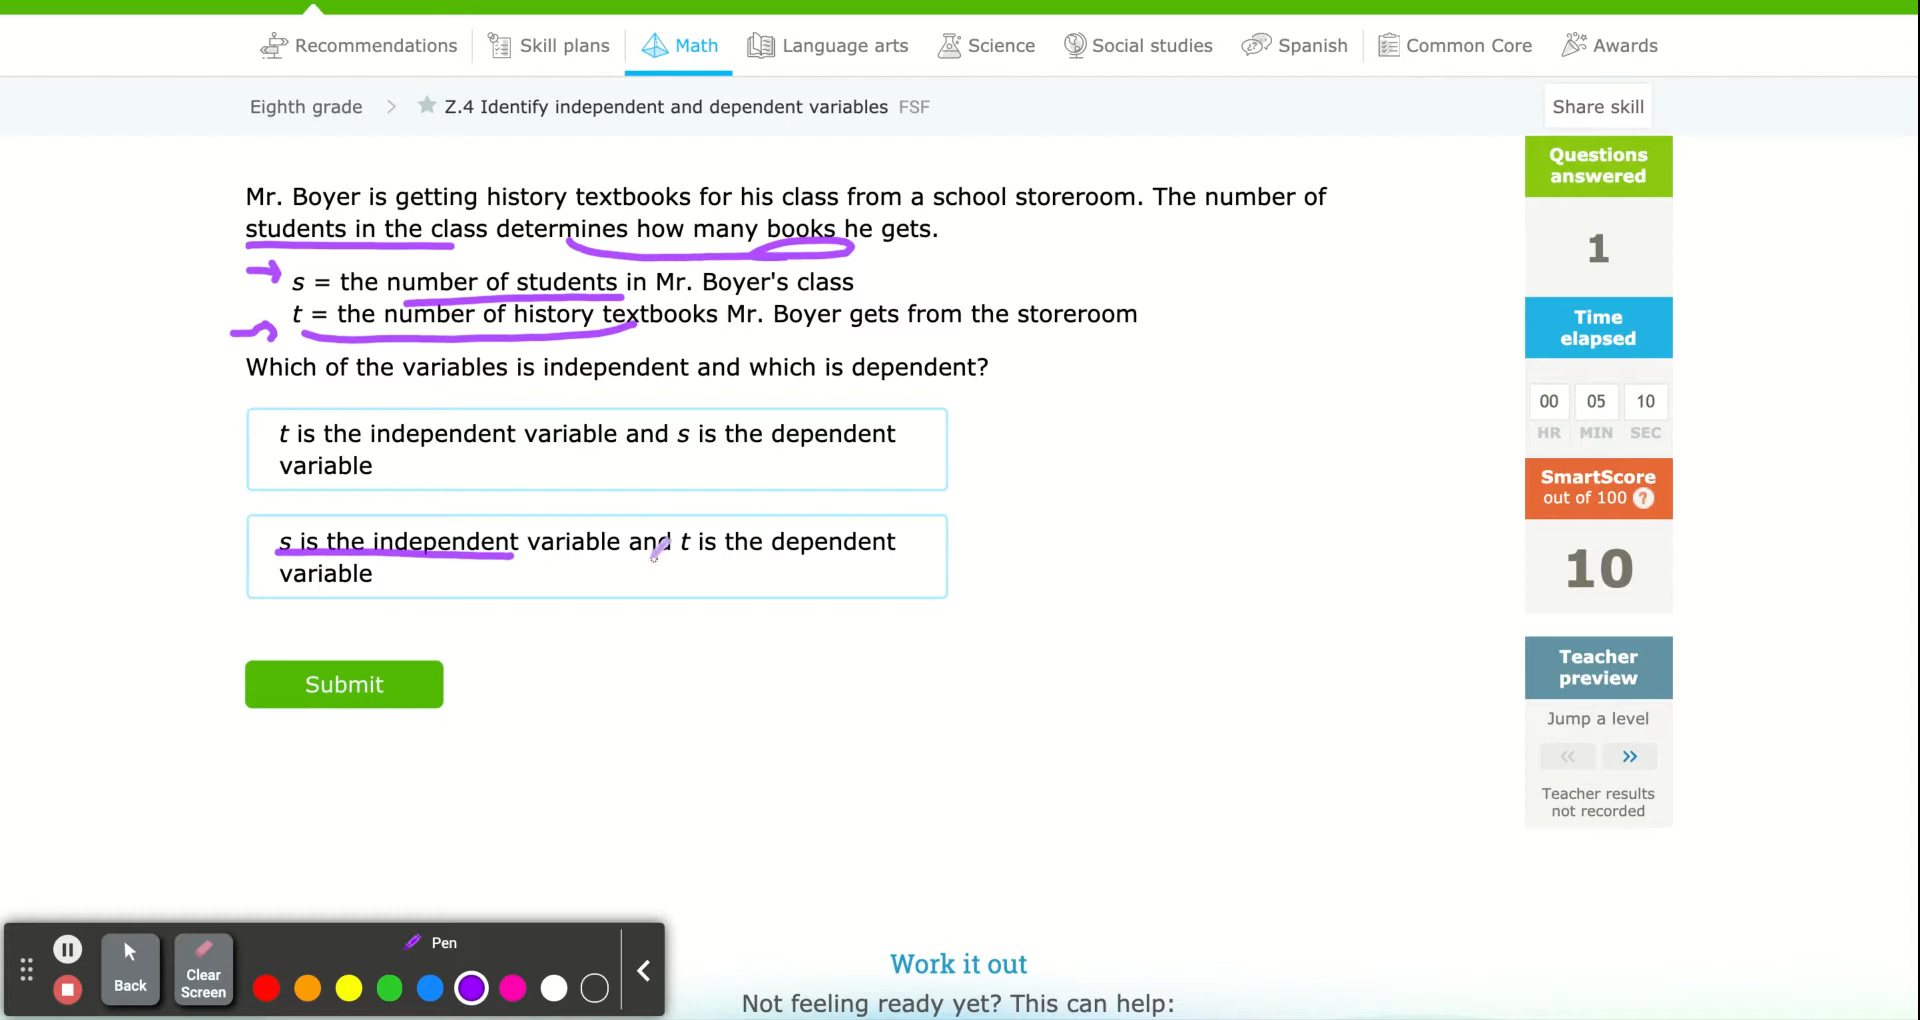 Recommendations Skill plans Math Language arts Science Social studies Spanish Common Core Awards
Eighth grade > Z.4 Identify independent and dependent variables FSF Share skill
Mr. Boyer is getting history textbooks for his class from a school storeroom. The number of
students in the class determines how many books he gets.
s = the number of students in Mr. Boyer's class
t = the number of history textbooks Mr. Boyer gets from the storeroom
Which of the variables is independent and which is dependent?
t is the independent variable and s is the dependent
variable
s is the independent variable and t is the dependent
variable
Submit
Questions
answered
1
Time
elapsed
00 05 10
HR MIN SEC
SmartScore
out of 100 ?
10
Teacher
preview
Jump a level
<< >>
Teacher results
not recorded
Work it out
Not feeling ready yet? This can help:
Pen
Back
Clear
Screen